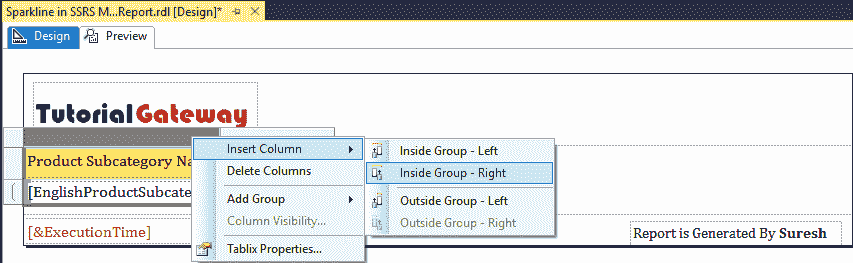 Sparkline in SSRS M...Report.rdl [Design]*
Design Preview
TutorialGateway
Insert Column
Inside Group - Left
Product Subcategory Na
Delete Columns
Inside Group - Right
[EnglishProductSubcate
Add Group
Outside Group - Left
Column Visibility...
Outside Group - Right
[&ExecutionTime]
Tablix Properties...
Report is Generated By Suresh